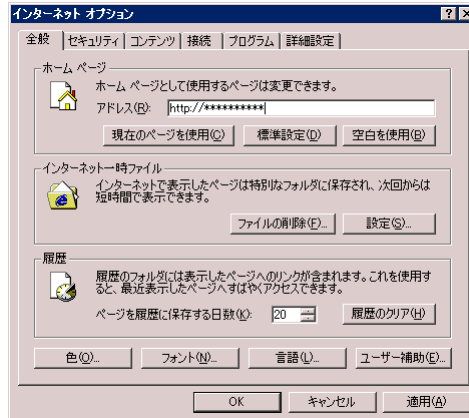 インターネット オプション
全般 セキュリティ コンテンツ 接続 プログラム 詳細設定
ホーム ページ
ホーム ページとして使用するページは変更できます。
アドレス(R): http://**********
現在のページを使用(C) 標準設定(D) 空白を使用(B)
インターネット一時ファイル
インターネットで表示したページは特別なフォルダに保存され、次回からは
短時間で表示できます。
ファイルの削除(F)... 設定(S)...
履歴
履歴のフォルダには表示したページへのリンクが含まれます。これを使用す
ると、最近表示したページへすばやくアクセスできます。
ページを履歴に保存する日数(K): 20 履歴のクリア(H)
色(O)... フォント(N)... 言語(L)... ユーザー補助(E)...
OK キャンセル 適用(A)